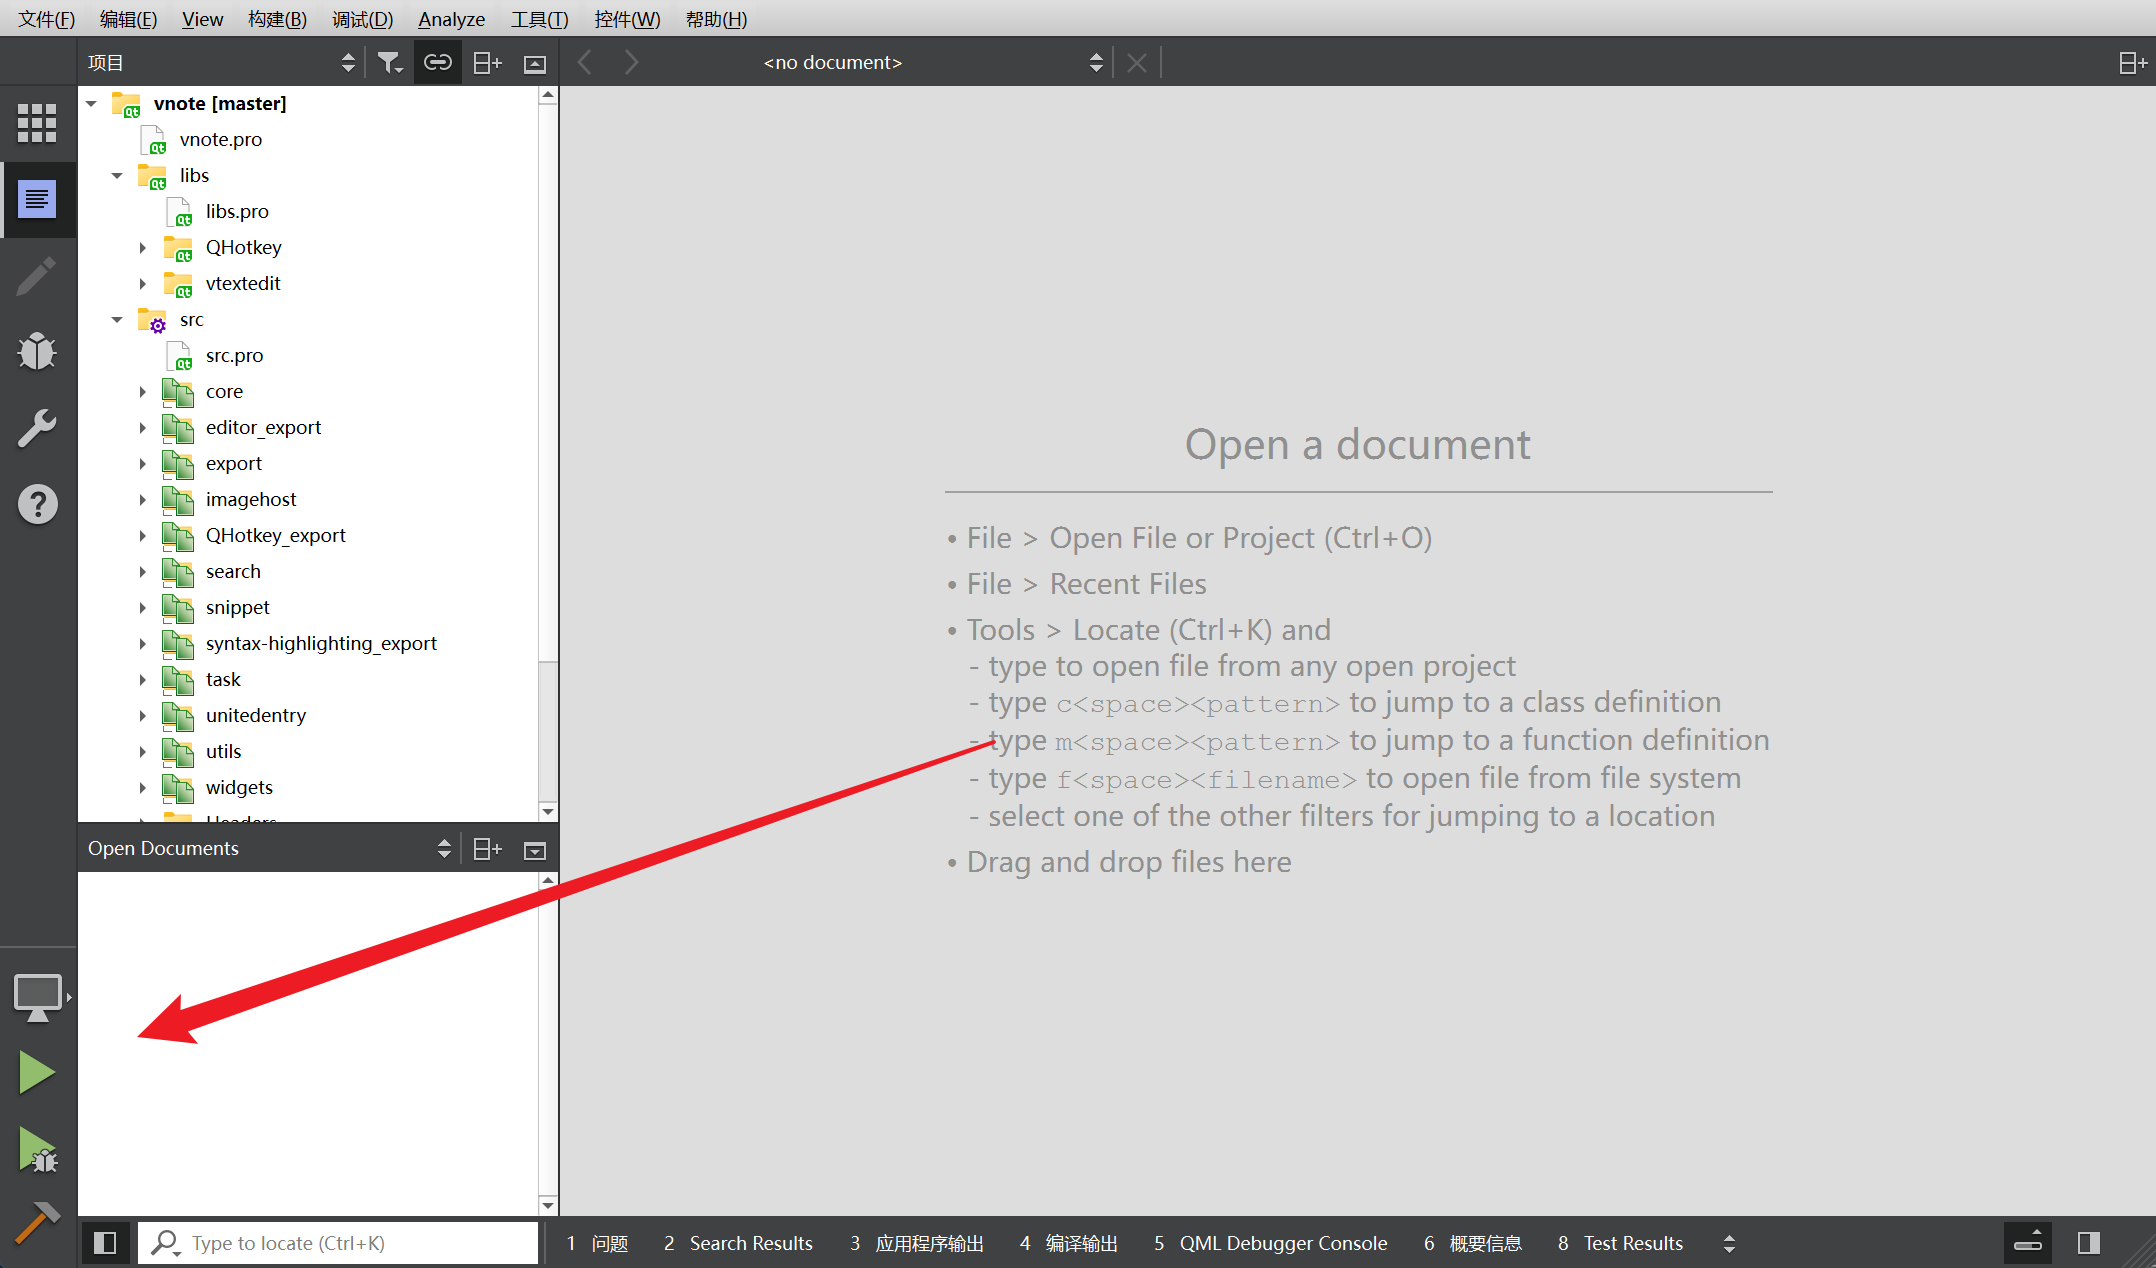 文件(F) 编辑(E) View 构建(B) 调试(D) Analyze 工具(T) 控件(W) 帮助(H)
项目
<no document>
vnote [master]
vnote.pro
libs
libs.pro
QHotkey
vtextedit
src
src.pro
core
editor_export
export
imagehost
QHotkey_export
search
snippet
syntax-highlighting_export
task
unitedentry
utils
widgets
Headers
Open Documents
Open a document
• File > Open File or Project (Ctrl+O)
• File > Recent Files
• Tools > Locate (Ctrl+K) and
- type to open file from any open project
- type c<space><pattern> to jump to a class definition
- type m<space><pattern> to jump to a function definition
- type f<space><filename> to open file from file system
- select one of the other filters for jumping to a location
• Drag and drop files here
Type to locate (Ctrl+K)
1 问题 2 Search Results 3 应用程序输出 4 编译输出 5 QML Debugger Console 6 概要信息 8 Test Results